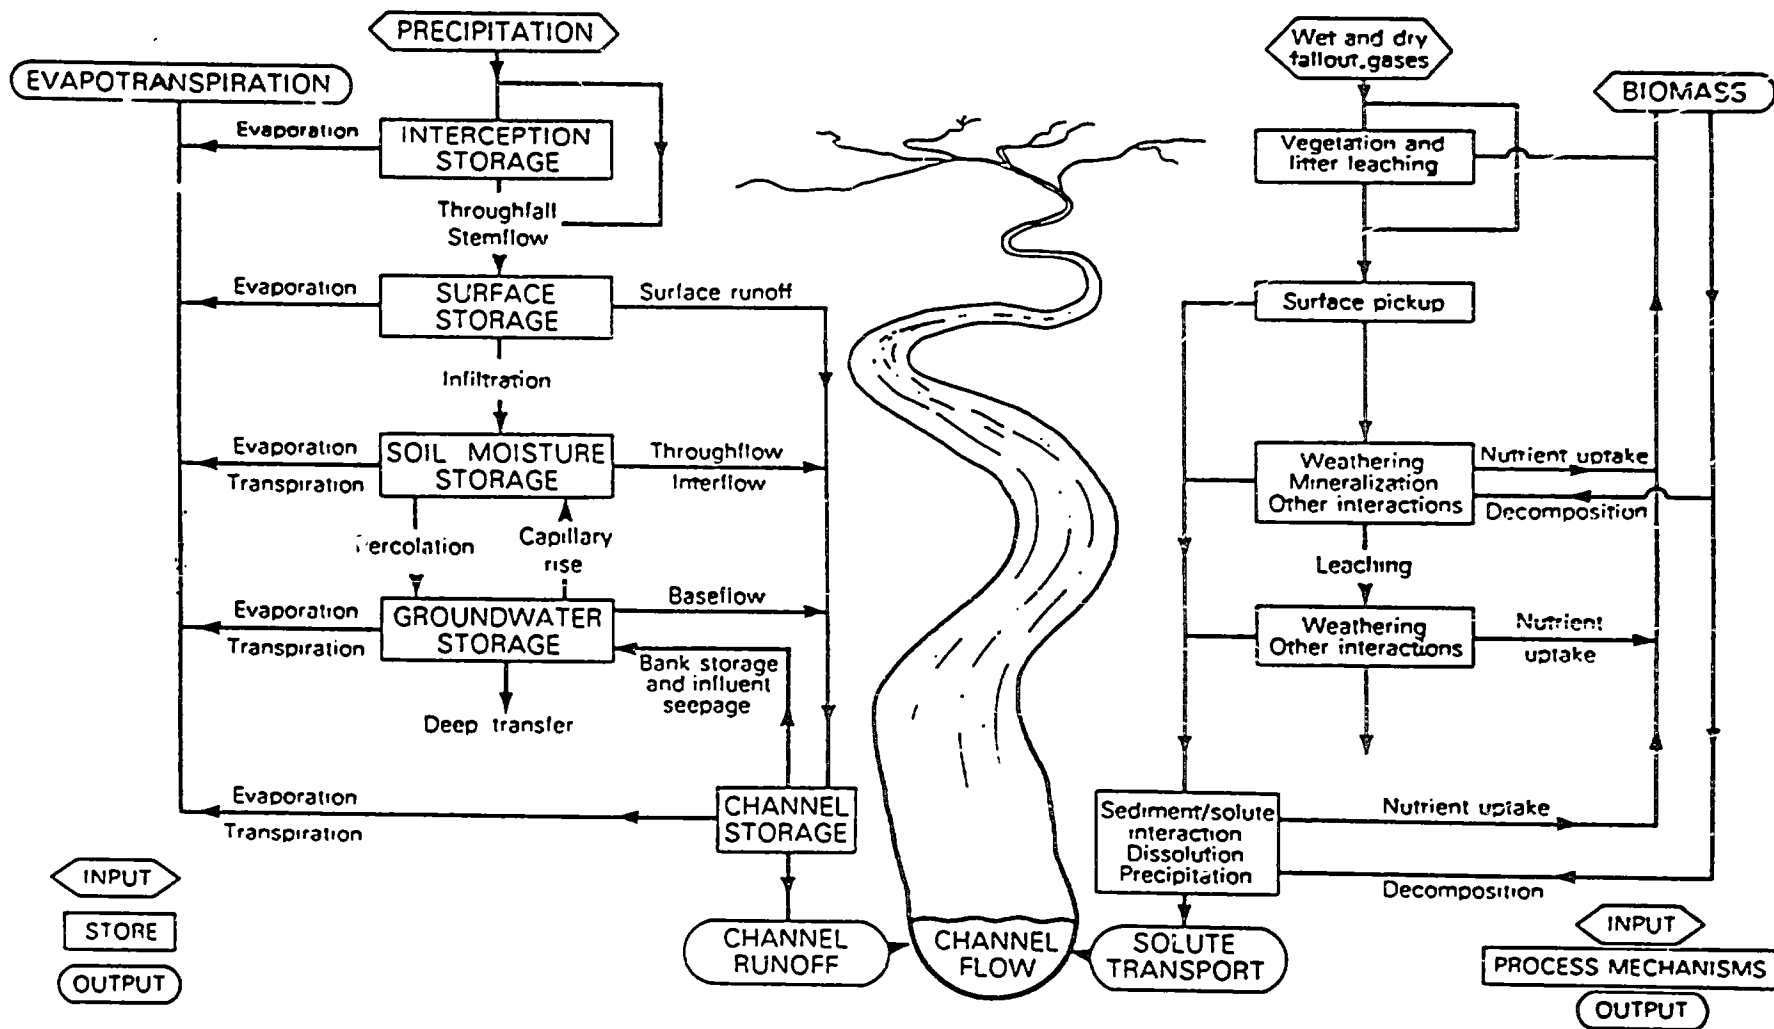 PRECIPITATION
EVAPOTRANSPIRATION
Evaporation
INTERCEPTION
STORAGE
Throughfall
Stemflow
Evaporation
SURFACE
STORAGE
Surface runoff
Infiltration
Evaporation
Transpiration
SOIL MOISTURE
STORAGE
Throughflow
Interflow
Percolation
Capillary
rise
Evaporation
Transpiration
GROUNDWATER
STORAGE
Baseflow
Bank storage
and influent
seepage
Deep transfer
Evaporation
Transpiration
CHANNEL
STORAGE
INPUT
STORE
OUTPUT
CHANNEL
RUNOFF
CHANNEL
FLOW
SOLUTE
TRANSPORT
Wet and dry
fallout.gases
BIOMASS
Vegetation and
litter leaching
Surface pickup
Weathering
Mineralization
Other interactions
Nutrient uptake
Decomposition
Leaching
Weathering
Other interactions
Nutrient
uptake
Sediment/solute
interaction
Dissolution
Precipitation
Nutrient uptake
Decomposition
INPUT
PROCESS MECHANISMS
OUTPUT